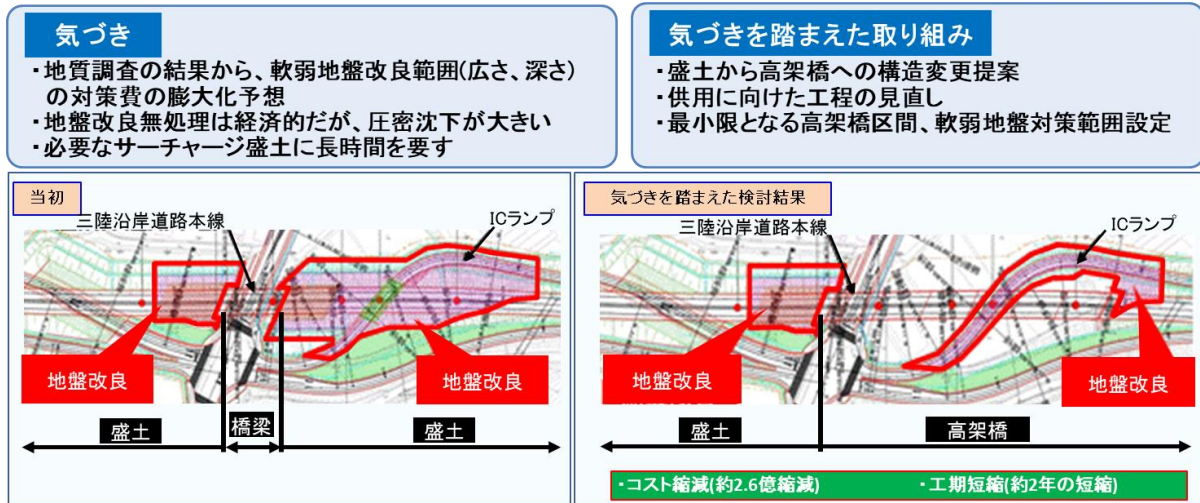 気づき
・地質調査の結果から、軟弱地盤改良範囲(広さ、深さ)
の対策費の膨大化予想
・地盤改良無処理は経済的だが、圧密沈下が大きい
・必要なサーチャージ盛土に長時間を要す
気づきを踏まえた取り組み
・盛土から高架橋への構造変更提案
・供用に向けた工程の見直し
・最小限となる高架橋区間、軟弱地盤対策範囲設定
当初
三陸沿岸道路本線
ICランプ
地盤改良
地盤改良
盛土
橋梁
盛土
気づきを踏まえた検討結果
三陸沿岸道路本線
ICランプ
地盤改良
地盤改良
盛土
高架橋
・コスト縮減(約2.6億縮減)
・工期短縮(約2年の短縮)